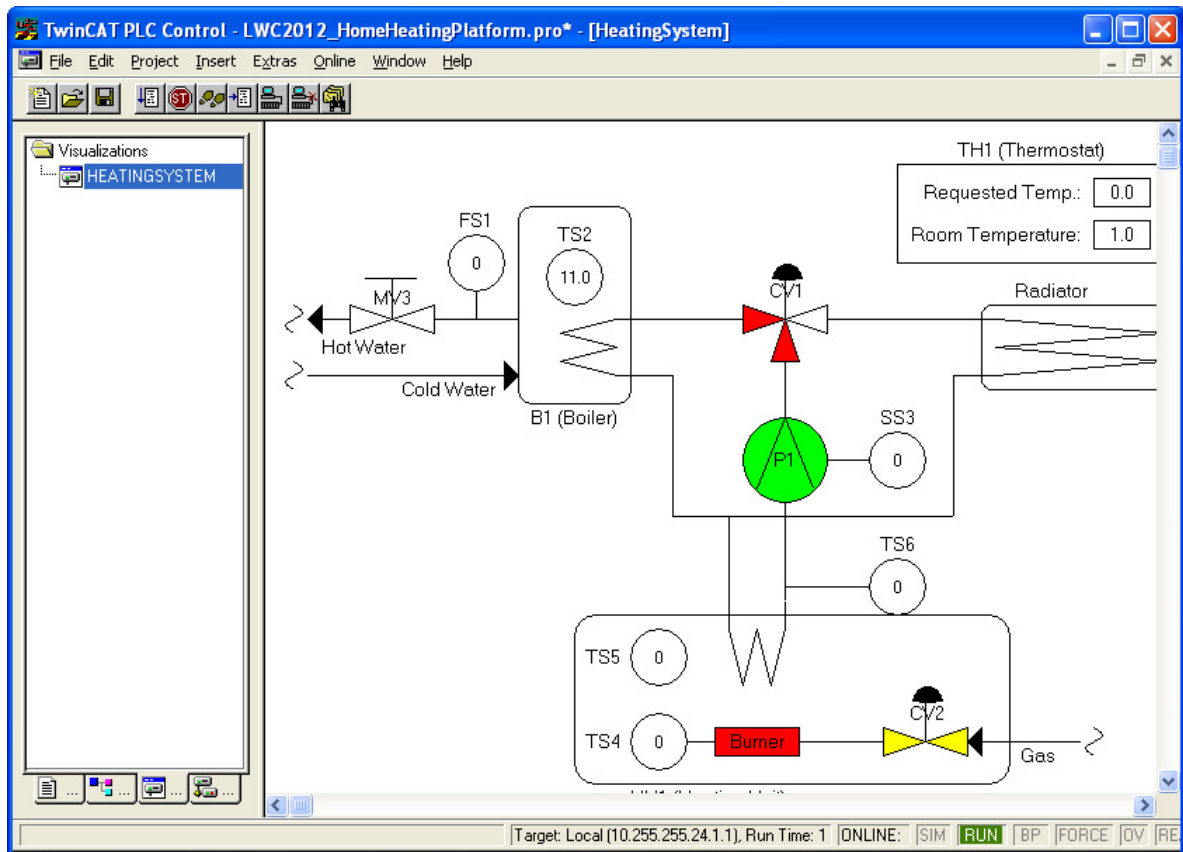 TwinCAT PLC Control - LWC2012_HomeHeatingPlatform.pro* - [HeatingSystem]
File Edit Project Insert Extras Online Window Help
Visualizations
HEATINGSYSTEM
TH1 (Thermostat)
Requested Temp.: 0.0
Room Temperature: 1.0
FS1
0
TS2
11.0
MV3
Hot Water
Cold Water
B1 (Boiler)
CV1
Radiator
P1
SS3
0
TS6
0
TS5 0
TS4 0
Burner
CV2
Gas
Target: Local (10.255.255.24.1.1), Run Time: 1 ONLINE: SIM RUN BP FORCE OV RE